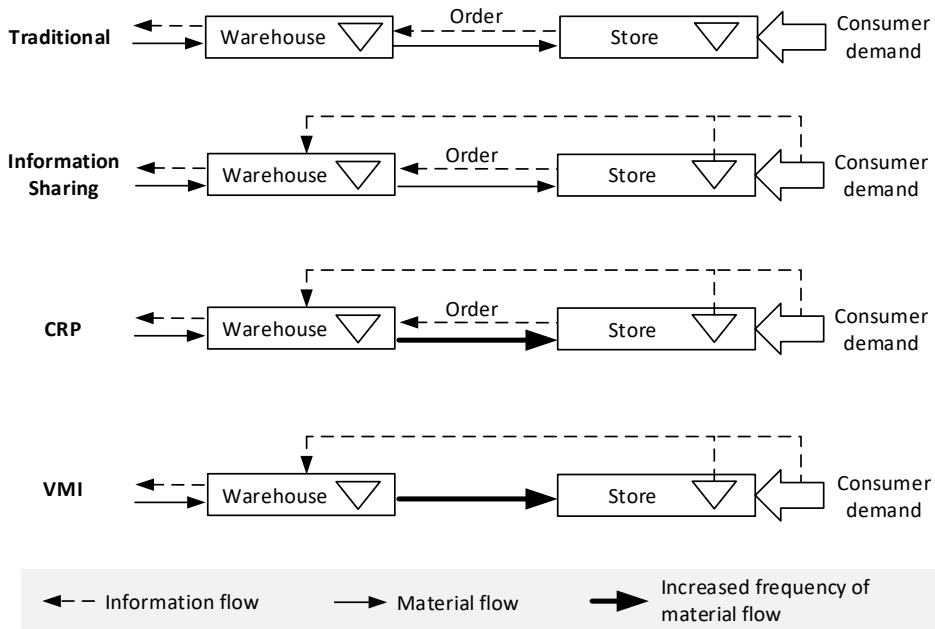 Order
Traditional
Warehouse
Store
Consumer
demand
Information
Sharing
Order
Warehouse
Store
Consumer
demand
CRP
Order
Warehouse
Store
Consumer
demand
VMI
Warehouse
Store
Consumer
demand
Information flow
Material flow
Increased frequency of
material flow